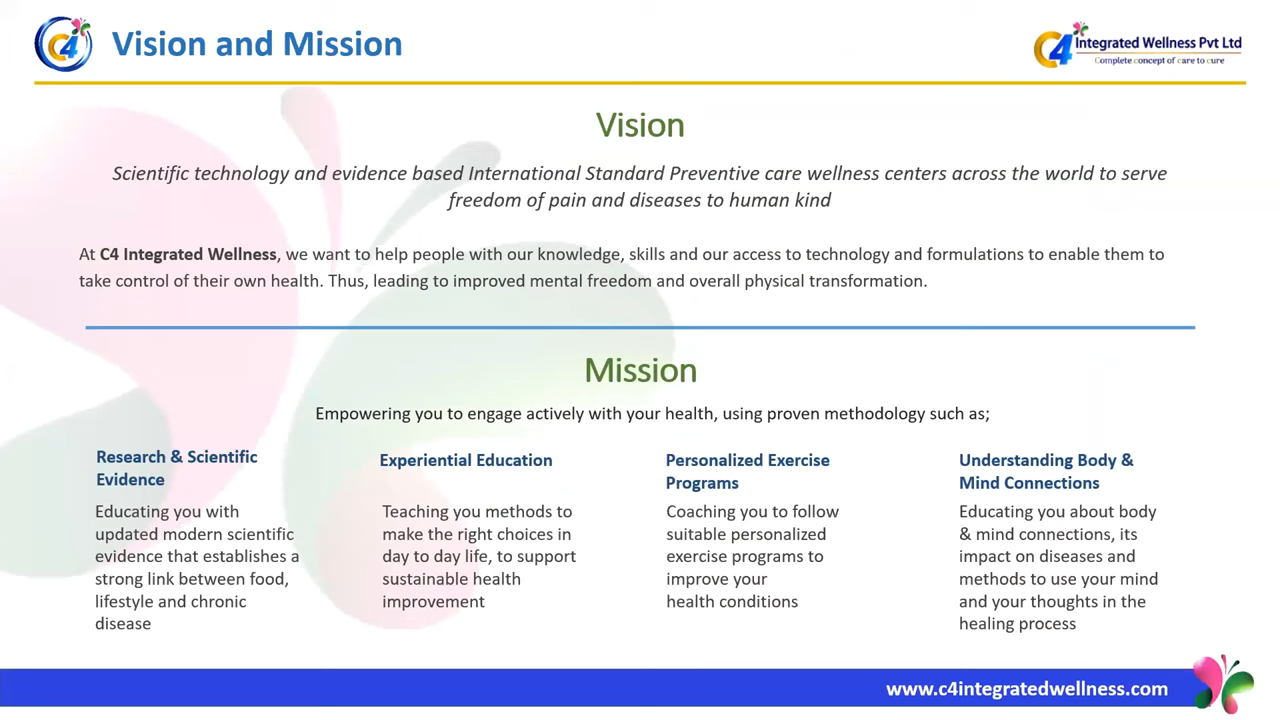 C4
Vision and Mission
C4 Integrated Wellness Pvt Ltd
Complete concept of care to cure
Vision
Scientific technology and evidence based International Standard Preventive care wellness centers across the world to serve
freedom of pain and diseases to human kind
At C4 Integrated Wellness, we want to help people with our knowledge, skills and our access to technology and formulations to enable them to
take control of their own health. Thus, leading to improved mental freedom and overall physical transformation.
Mission
Empowering you to engage actively with your health, using proven methodology such as;
Research & Scientific
Evidence
Educating you with
updated modern scientific
evidence that establishes a
strong link between food,
lifestyle and chronic
disease
Experiential Education
Teaching you methods to
make the right choices in
day to day life, to support
sustainable health
improvement
Personalized Exercise
Programs
Coaching you to follow
suitable personalized
exercise programs to
improve your
health conditions
Understanding Body &
Mind Connections
Educating you about body
& mind connections, its
impact on diseases and
methods to use your mind
and your thoughts in the
healing process
www.c4integratedwellness.com